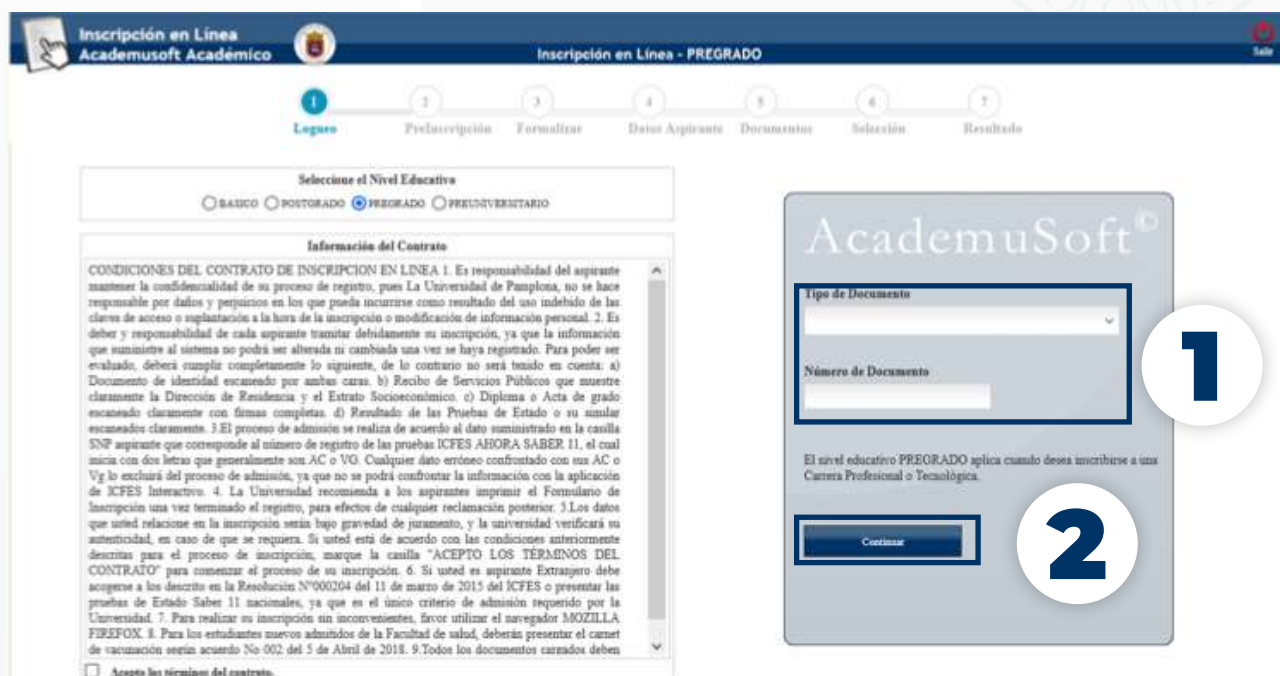 Inscripción en Línea
Academusoft Académico
Inscripción en Línea - PREGRADO
Salir
1
2
3
4
5
6
7
Logueo
PreInscripción
Formalizar
Datos Aspirante
Documentos
Selección
Resultado
Seleccione el Nivel Educativo
BASICO
POSTGRADO
PREGRADO
PREUNIVERSITARIO
Información del Contrato
CONDICIONES DEL CONTRATO DE INSCRIPCION EN LINEA 1. Es responsabilidad del aspirante
mantener la confidencialidad de su proceso de registro, pues La Universidad de Pamplona, no se hace
responsable por daños y perjuicios en los que pueda incurrirse como resultado del uso indebido de las
claves de acceso o suplantación a la hora de la inscripción o modificación de información personal. 2. Es
deber y responsabilidad de cada aspirante tramitar debidamente su inscripción, ya que la información
que suministre al sistema no podrá ser alterada ni cambiada una vez se haya registrado. Para poder ser
evaluado, deberá cumplir completamente lo siguiente, de lo contrario no será tenido en cuenta: a)
Documento de identidad escaneado por ambas caras. b) Recibo de Servicios Públicos que muestre
claramente la Dirección de Residencia y el Estrato Socioeconómico. c) Diploma o Acta de grado
escaneado claramente con firmas completas. d) Resultado de las Pruebas de Estado o su similar
escaneados claramente. 3.El proceso de admisión se realiza de acuerdo al dato suministrado en la casilla
SNP aspirante que corresponde al número de registro de las pruebas ICFES AHORA SABER 11, el cual
inicia con dos letras que generalmente son AC o VG. Cualquier dato erróneo confrontado con sus AC o
Vg lo excluirá del proceso de admisión, ya que no se podrá confrontar la información con la aplicación
de ICFES Interactivo. 4. La Universidad recomienda a los aspirantes imprimir el Formulario de
Inscripción una vez terminado el registro, para efectos de cualquier reclamación posterior. 5.Los datos
que usted relacione en la inscripción serán bajo gravedad de juramento, y la universidad verificará su
autenticidad, en caso de que se requiera. Si usted está de acuerdo con las condiciones anteriormente
descritas para el proceso de inscripción, marque la casilla "ACEPTO LOS TÉRMINOS DEL
CONTRATO" para comenzar el proceso de su inscripción. 6. Si usted es aspirante Extranjero debe
acogerse a los descrito en la Resolución N°000204 del 11 de marzo de 2015 del ICFES o presentar las
pruebas de Estado Saber 11 nacionales, ya que es el único criterio de admisión requerido por la
Universidad. 7. Para realizar su inscripción sin inconvenientes, favor utilizar el navegador MOZILLA
FIREFOX. 8. Para los estudiantes nuevos admitidos de la Facultad de salud, deberán presentar el carnet
de vacunación según acuerdo No 002 del 5 de Abril de 2018. 9.Todos los documentos cargados deben
Acepto los términos del contrato.
AcademuSoft©
Tipo de Documento
Número de Documento
1
El nivel educativo PREGRADO aplica cuando desea inscribirse a una
Carrera Profesional o Tecnológica.
Continuar
2